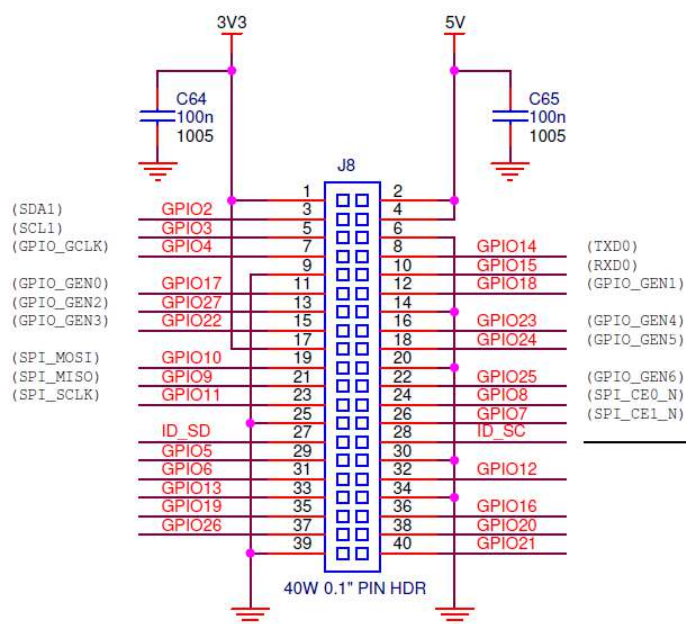 3V3 5V
C64 C65
100n 100n
1005 1005
J8
1 2
(SDA1) GPIO2 3 4
(SCL1) GPIO3 5 6
(GPIO_GCLK) GPIO4 7 8 GPIO14 (TXD0)
9 10 GPIO15 (RXD0)
(GPIO_GEN0) GPIO17 11 12 GPIO18 (GPIO_GEN1)
(GPIO_GEN2) GPIO27 13 14
(GPIO_GEN3) GPIO22 15 16 GPIO23 (GPIO_GEN4)
17 18 GPIO24 (GPIO_GEN5)
(SPI_MOSI) GPIO10 19 20
(SPI_MISO) GPIO9 21 22 GPIO25 (GPIO_GEN6)
(SPI_SCLK) GPIO11 23 24 GPIO8 (SPI_CE0_N)
25 26 GPIO7 (SPI_CE1_N)
ID_SD 27 28 ID_SC
GPIO5 29 30
GPIO6 31 32 GPIO12
GPIO13 33 34
GPIO19 35 36 GPIO16
GPIO26 37 38 GPIO20
39 40 GPIO21
40W 0.1" PIN HDR